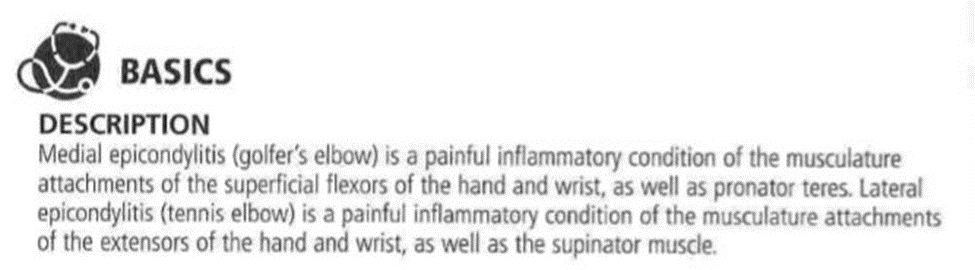 BASICS
DESCRIPTION
Medial epicondylitis (golfer's elbow) is a painful inflammatory condition of the musculature
attachments of the superficial flexors of the hand and wrist, as well as pronator teres. Lateral
epicondylitis (tennis elbow) is a painful inflammatory condition of the musculature attachments
of the extensors of the hand and wrist, as well as the supinator muscle.